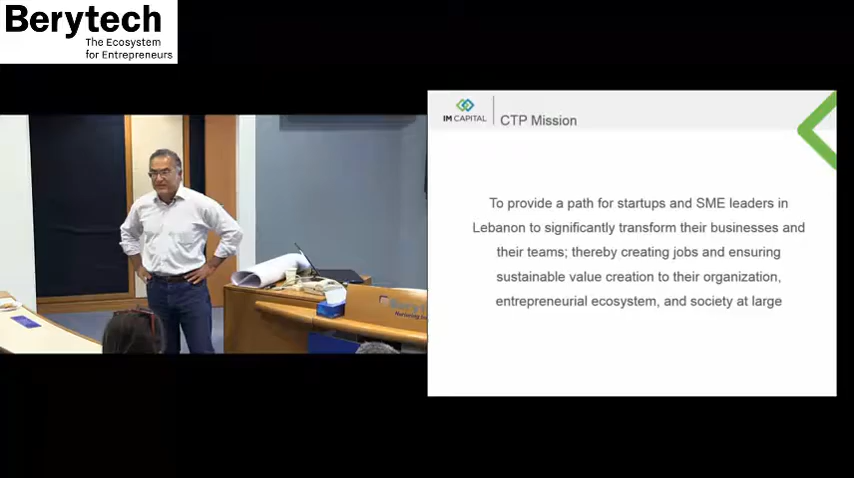 Berytech
The Ecosystem
for Entrepreneurs
IM CAPITAL
CTP Mission
To provide a path for startups and SME leaders in
Lebanon to significantly transform their businesses and
their teams; thereby creating jobs and ensuring
sustainable value creation to their organization,
entrepreneurial ecosystem, and society at large
Nurturing